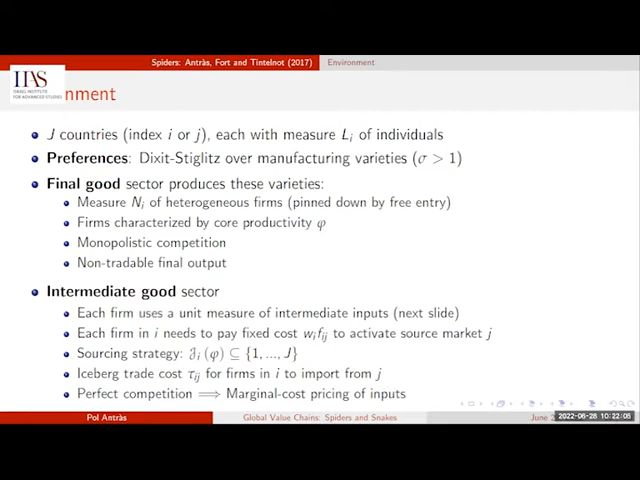 Spiders: Antràs, Fort and Tintelnot (2017) Environment
IIAS
ISRAEL INSTITUTE
FOR ADVANCED STUDIES
nment
J countries (index i or j), each with measure Lᵢ of individuals
Preferences: Dixit-Stiglitz over manufacturing varieties (σ > 1)
Final good sector produces these varieties:
Measure Nᵢ of heterogeneous firms (pinned down by free entry)
Firms characterized by core productivity φ
Monopolistic competition
Non-tradable final output
Intermediate good sector
Each firm uses a unit measure of intermediate inputs (next slide)
Each firm in i needs to pay fixed cost wᵢfᵢⱼ to activate source market j
Sourcing strategy: 𝒥ᵢ (φ) ⊆ {1, ..., J}
Iceberg trade cost τᵢⱼ for firms in i to import from j
Perfect competition ⟹ Marginal-cost pricing of inputs
Pol Antràs Global Value Chains: Spiders and Snakes June 2
2022-06-28 10:22:05